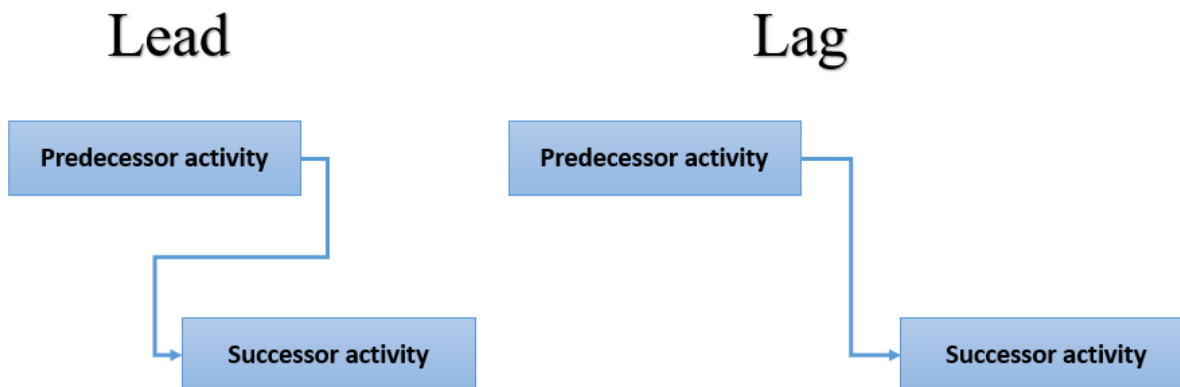 Lead
Lag
Predecessor activity
Predecessor activity
Successor activity
Successor activity